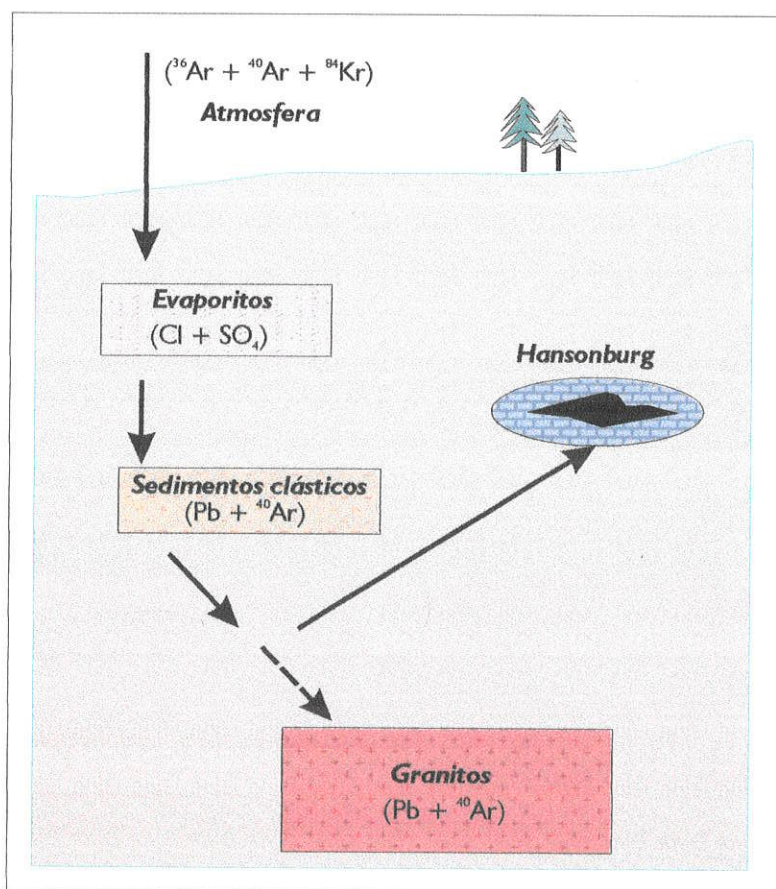 (³⁶Ar + ⁴⁰Ar + ⁸⁴Kr)
Atmosfera
Evaporitos
(Cl + SO₄)
Hansonburg
Sedimentos clásticos
(Pb + ⁴⁰Ar)
Granitos
(Pb + ⁴⁰Ar)